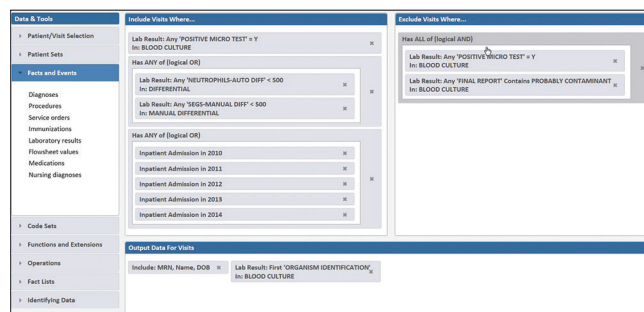 Data & Tools
Patient/Visit Selection
Patient Sets
Facts and Events
Diagnoses
Procedures
Service orders
Immunizations
Laboratory results
Flowsheet values
Medications
Nursing diagnoses
Code Sets
Functions and Extensions
Operations
Fact Lists
Identifying Data
Include Visits Where...
Lab Result: Any 'POSITIVE MICRO TEST' = Y
In: BLOOD CULTURE
Has ANY of (logical OR)
Lab Result: Any 'NEUTROPHILS-AUTO DIFF' < 500
In: DIFFERENTIAL
Lab Result: Any 'SEGS-MANUAL DIFF' < 500
In: MANUAL DIFFERENTIAL
Has ANY of (logical OR)
Inpatient Admission in 2010
Inpatient Admission in 2011
Inpatient Admission in 2012
Inpatient Admission in 2013
Inpatient Admission in 2014
Exclude Visits Where...
Has ALL of (logical AND)
Lab Result: Any 'POSITIVE MICRO TEST' = Y
In: BLOOD CULTURE
Lab Result: Any 'FINAL REPORT' Contains PROBABLY CONTAMINANT
In: BLOOD CULTURE
Output Data For Visits
Include: MRN, Name, DOB
Lab Result: First 'ORGANISM IDENTIFICATION'
In: BLOOD CULTURE